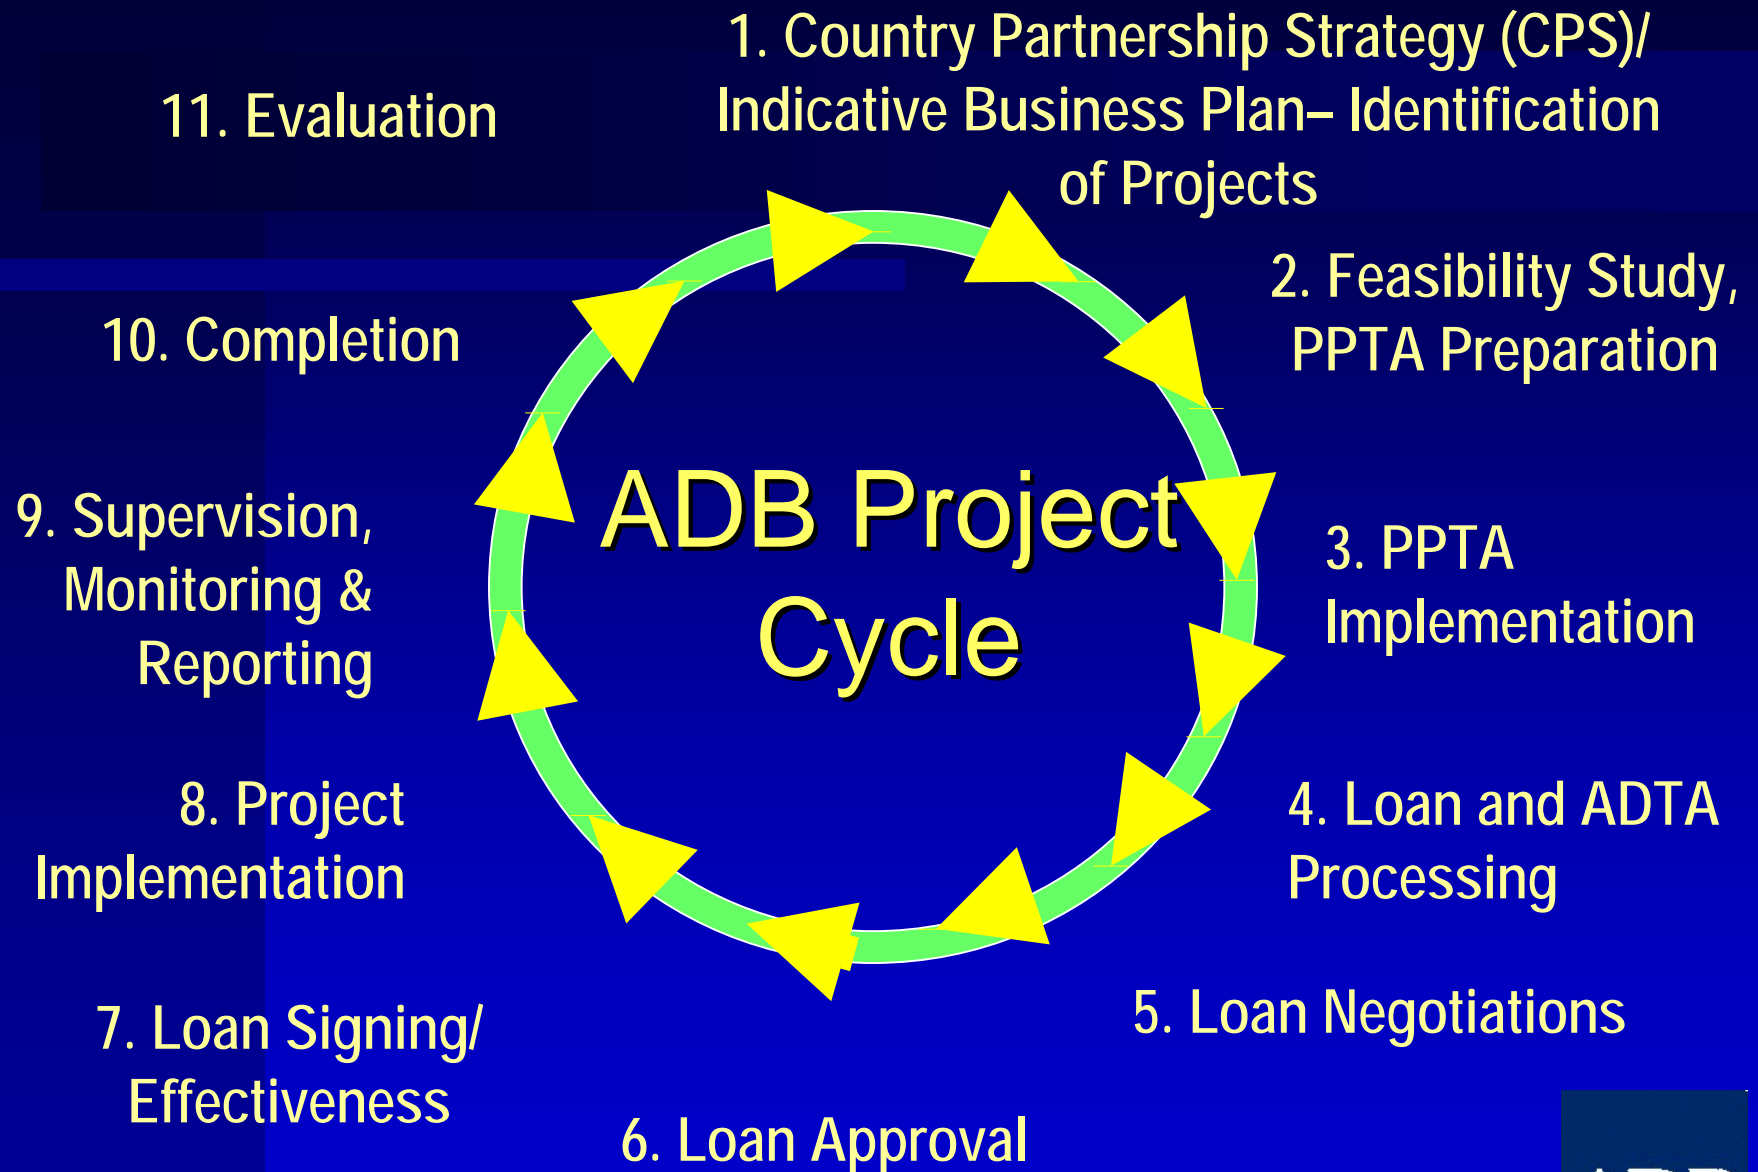 1. Country Partnership Strategy (CPS)/
Indicative Business Plan– Identification
of Projects
2. Feasibility Study,
PPTA Preparation
3. PPTA
Implementation
4. Loan and ADTA
Processing
5. Loan Negotiations
6. Loan Approval
7. Loan Signing/
Effectiveness
8. Project
Implementation
9. Supervision,
Monitoring &
Reporting
10. Completion
11. Evaluation
ADB Project
Cycle